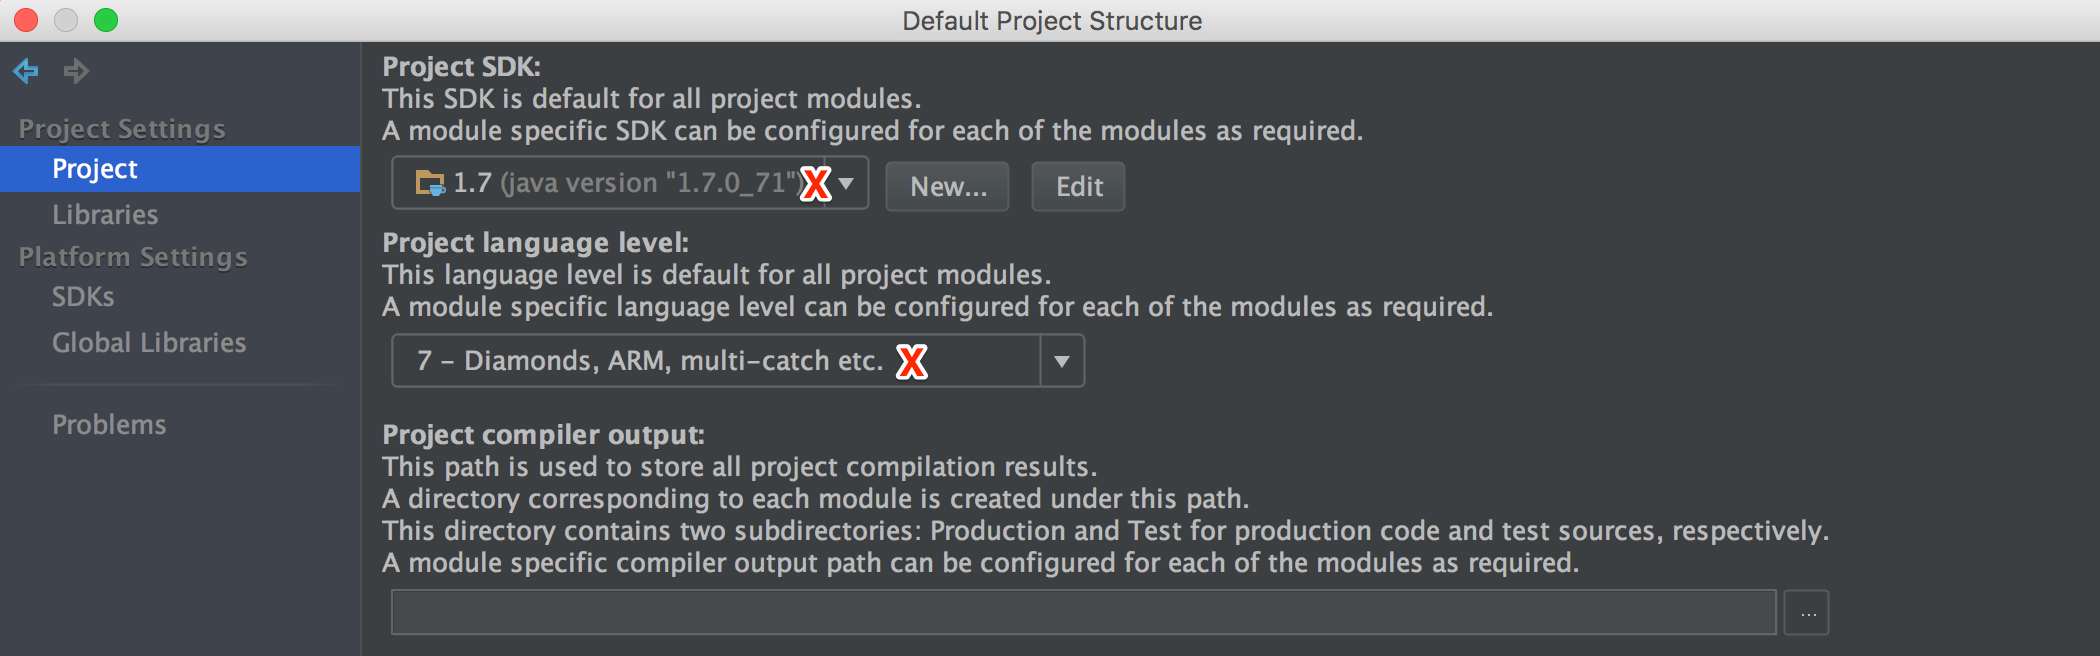 Default Project Structure
Project Settings
Project
Libraries
Platform Settings
SDKs
Global Libraries
Problems
Project SDK:
This SDK is default for all project modules.
A module specific SDK can be configured for each of the modules as required.
1.7 (java version "1.7.0_71") X
New...
Edit
Project language level:
This language level is default for all project modules.
A module specific language level can be configured for each of the modules as required.
7 – Diamonds, ARM, multi-catch etc. X
Project compiler output:
This path is used to store all project compilation results.
A directory corresponding to each module is created under this path.
This directory contains two subdirectories: Production and Test for production code and test sources, respectively.
A module specific compiler output path can be configured for each of the modules as required.
...